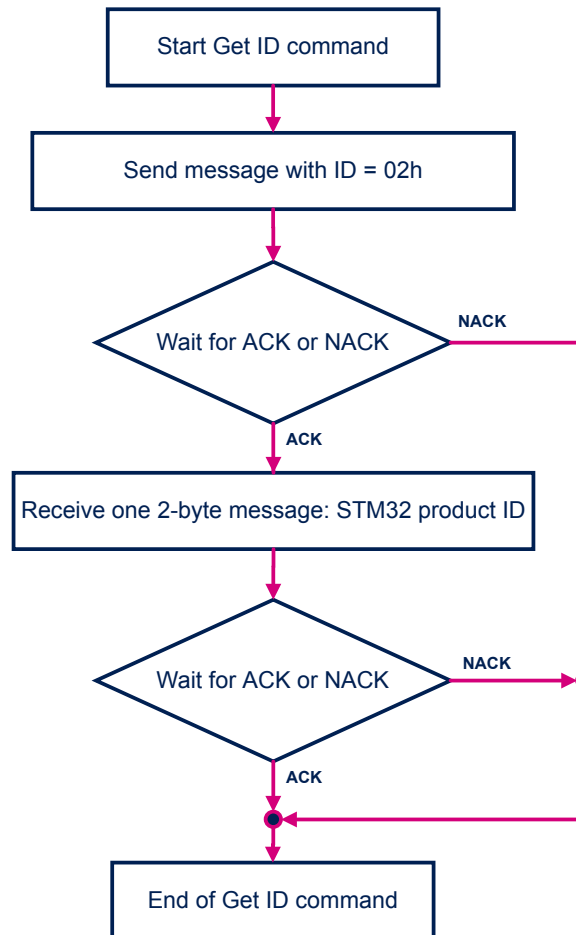 Start Get ID command
Send message with ID = 02h
Wait for ACK or NACK
NACK
ACK
Receive one 2-byte message: STM32 product ID
Wait for ACK or NACK
NACK
ACK
End of Get ID command